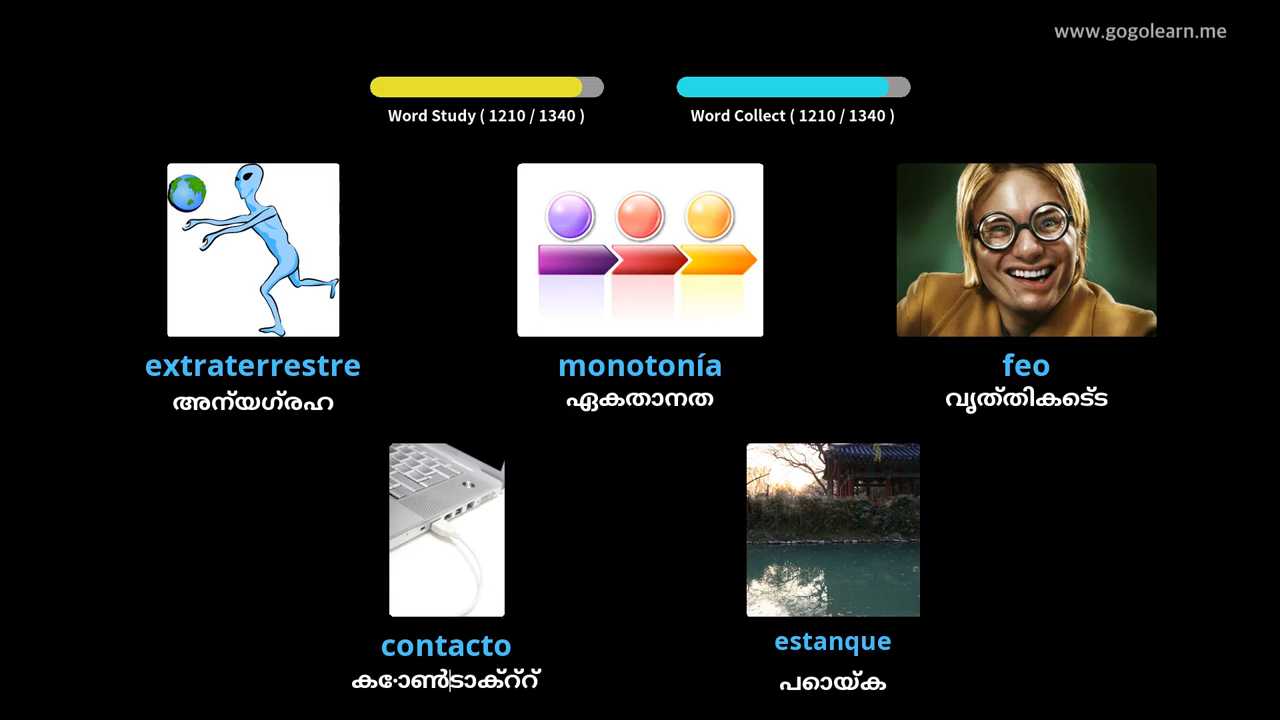 www.gogolearn.me
Word Study ( 1210 / 1340 )
Word Collect ( 1210 / 1340 )
extraterrestre
അന്യഗ്രഹ
monotonía
ഏകതാനത
feo
വൃത്തികെട്ട
contacto
കോൺടാക്റ്റ്
estanque
പൊയ്ക